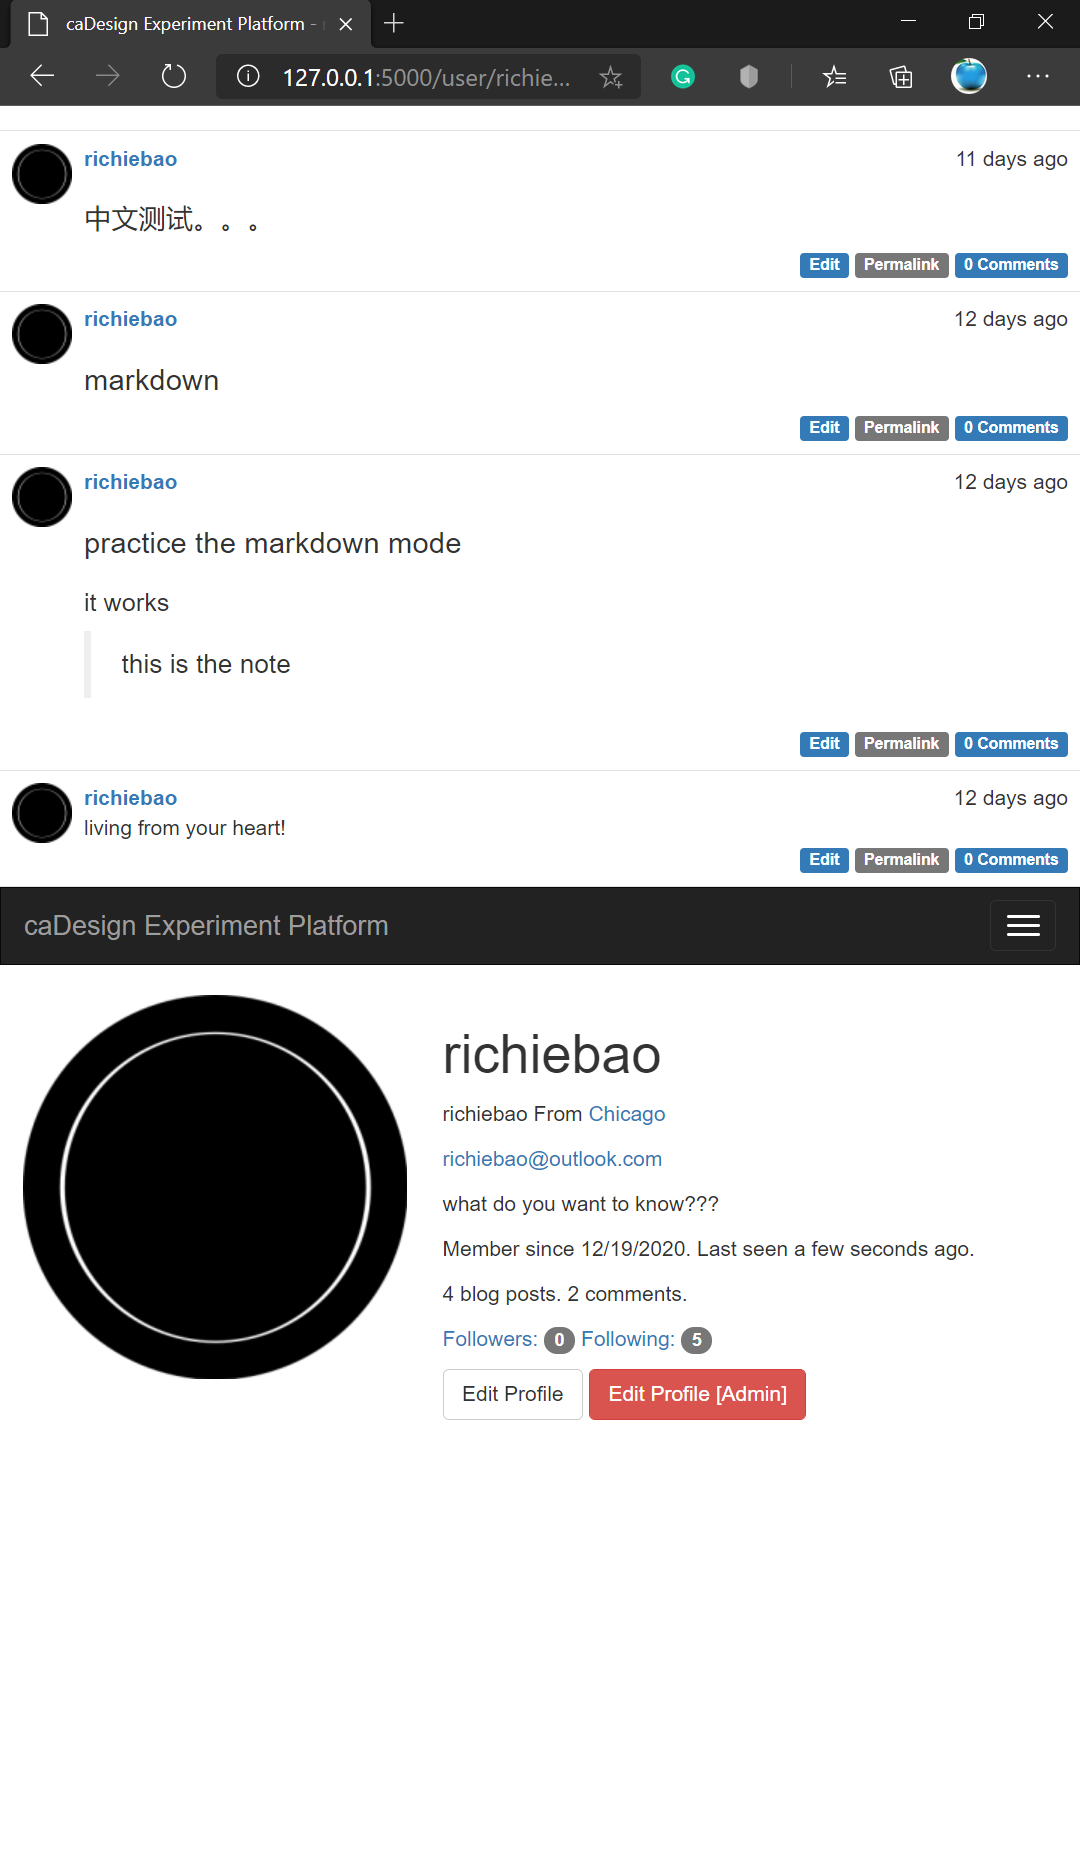 caDesign Experiment Platform -
127.0.0.1:5000/user/richie...
richiebao 11 days ago
中文测试。。。
Edit Permalink 0 Comments
richiebao 12 days ago
markdown
Edit Permalink 0 Comments
richiebao 12 days ago
practice the markdown mode
it works
this is the note
Edit Permalink 0 Comments
richiebao 12 days ago
living from your heart!
Edit Permalink 0 Comments
caDesign Experiment Platform
richiebao
richiebao From Chicago
richiebao@outlook.com
what do you want to know???
Member since 12/19/2020. Last seen a few seconds ago.
4 blog posts. 2 comments.
Followers: 0 Following: 5
Edit Profile Edit Profile [Admin]